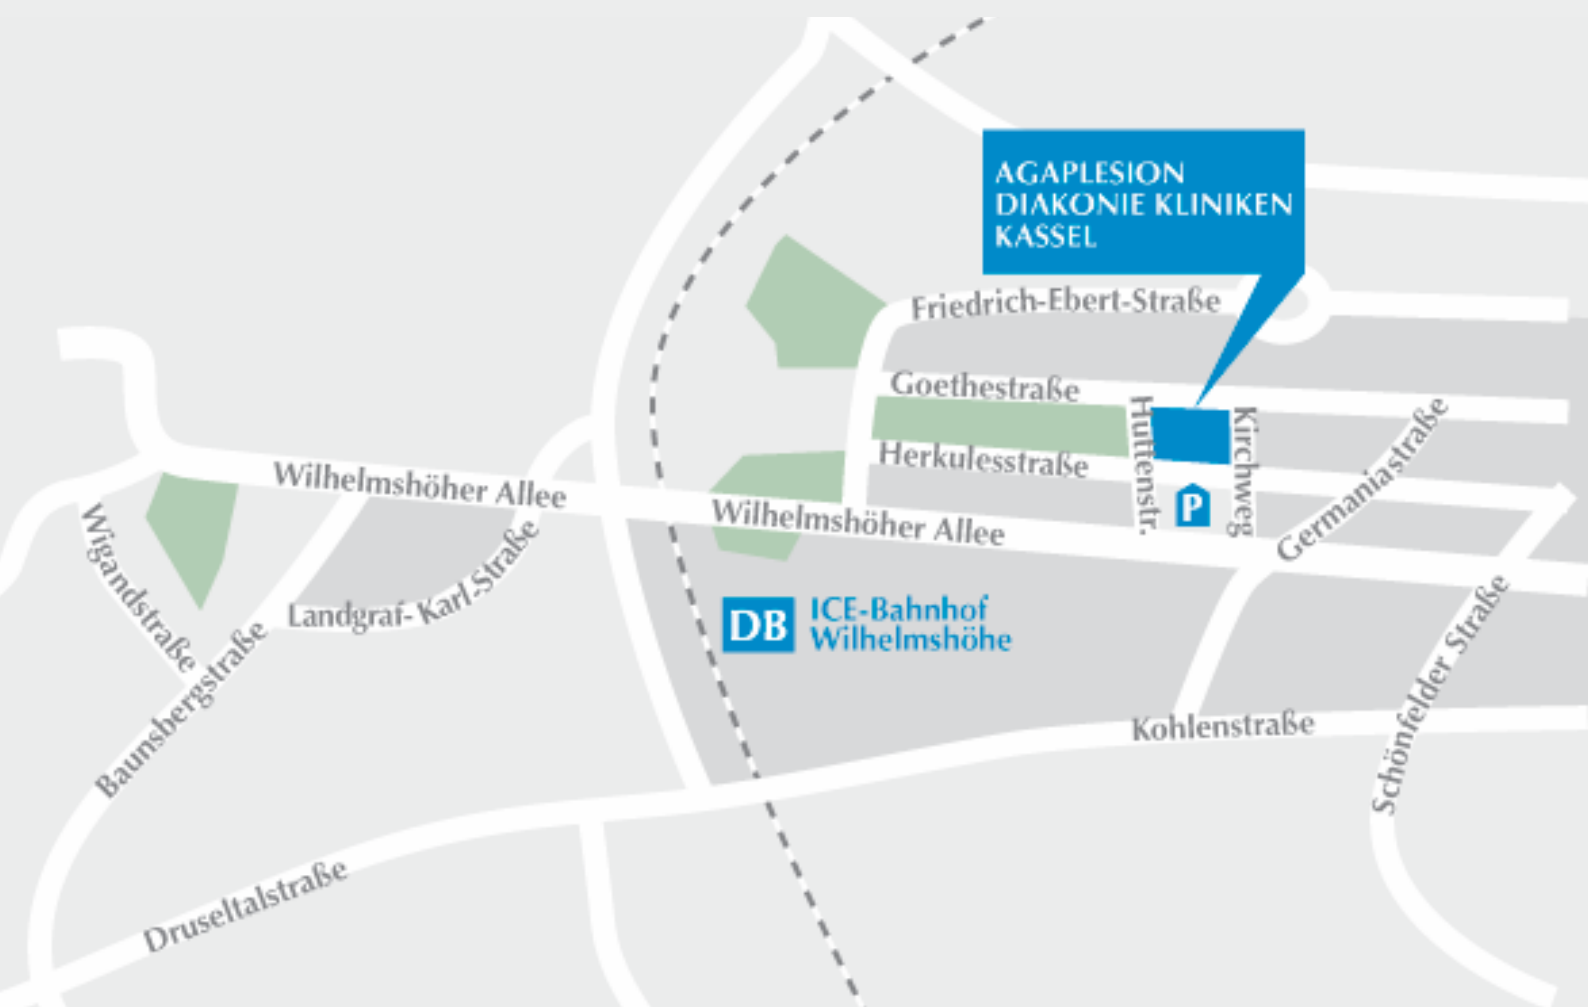 AGAPLESION
DIAKONIE KLINIKEN
KASSEL
Friedrich-Ebert-Straße
Goethestraße
Huttenstr.
Kirchweg
Germaniastraße
Herkulesstraße
Wilhelmshöher Allee
Wilhelmshöher Allee
P
Wigandstraße
Landgraf-Karl-Straße
DB
ICE-Bahnhof
Wilhelmshöhe
Baunsbergstraße
Schönfelder Straße
Kohlenstraße
Druseltalstraße